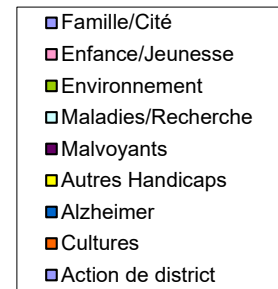 Famille/Cité
Enfance/Jeunesse
Environnement
Maladies/Recherche
Malvoyants
Autres Handicaps
Alzheimer
Cultures
Action de district